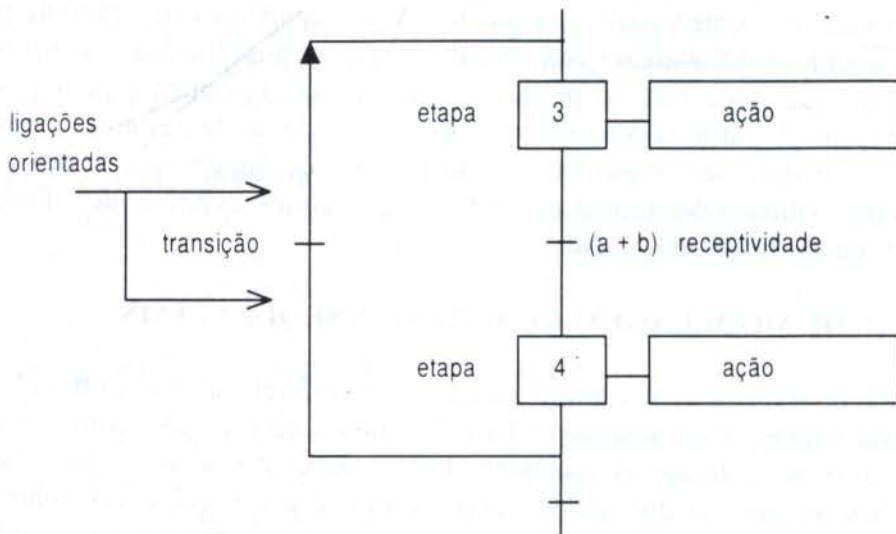 etapa 3 ação
ligações
orientadas
transição (a + b) receptividade
etapa 4 ação